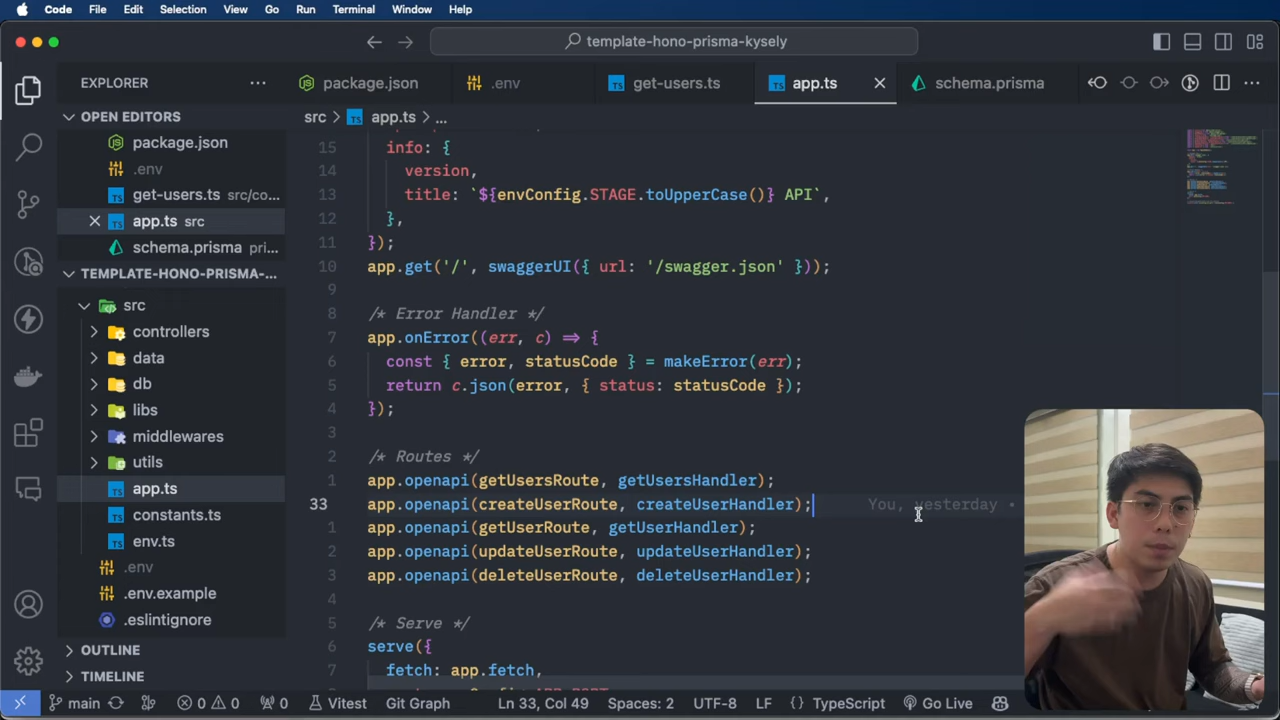 Code File Edit Selection View Go Run Terminal Window Help
template-hono-prisma-kysely
EXPLORER
package.json
.env
get-users.ts
app.ts
schema.prisma
OPEN EDITORS
package.json
.env
get-users.ts src/co...
app.ts src
schema.prisma pri...
TEMPLATE-HONO-PRISMA-...
src
controllers
data
db
libs
middlewares
utils
app.ts
constants.ts
env.ts
.env
.env.example
.eslintignore
OUTLINE
TIMELINE
src > app.ts > ...
15 info: {
14 version,
13 title: `${envConfig.STAGE.toUpperCase()} API`,
12 },
11 });
10 app.get('/', swaggerUI({ url: '/swagger.json' }));
9
8 /* Error Handler */
7 app.onError((err, c) => {
6 const { error, statusCode } = makeError(err);
5 return c.json(error, { status: statusCode });
4 });
3
2 /* Routes */
1 app.openapi(getUsersRoute, getUsersHandler);
33 app.openapi(createUserRoute, createUserHandler); You, yesterday •
1 app.openapi(getUserRoute, getUserHandler);
2 app.openapi(updateUserRoute, updateUserHandler);
3 app.openapi(deleteUserRoute, deleteUserHandler);
4
5 /* Serve */
6 serve({
7 fetch: app.fetch,
main 0 0 0 Vitest Git Graph Ln 33, Col 49 Spaces: 2 UTF-8 LF {} TypeScript Go Live